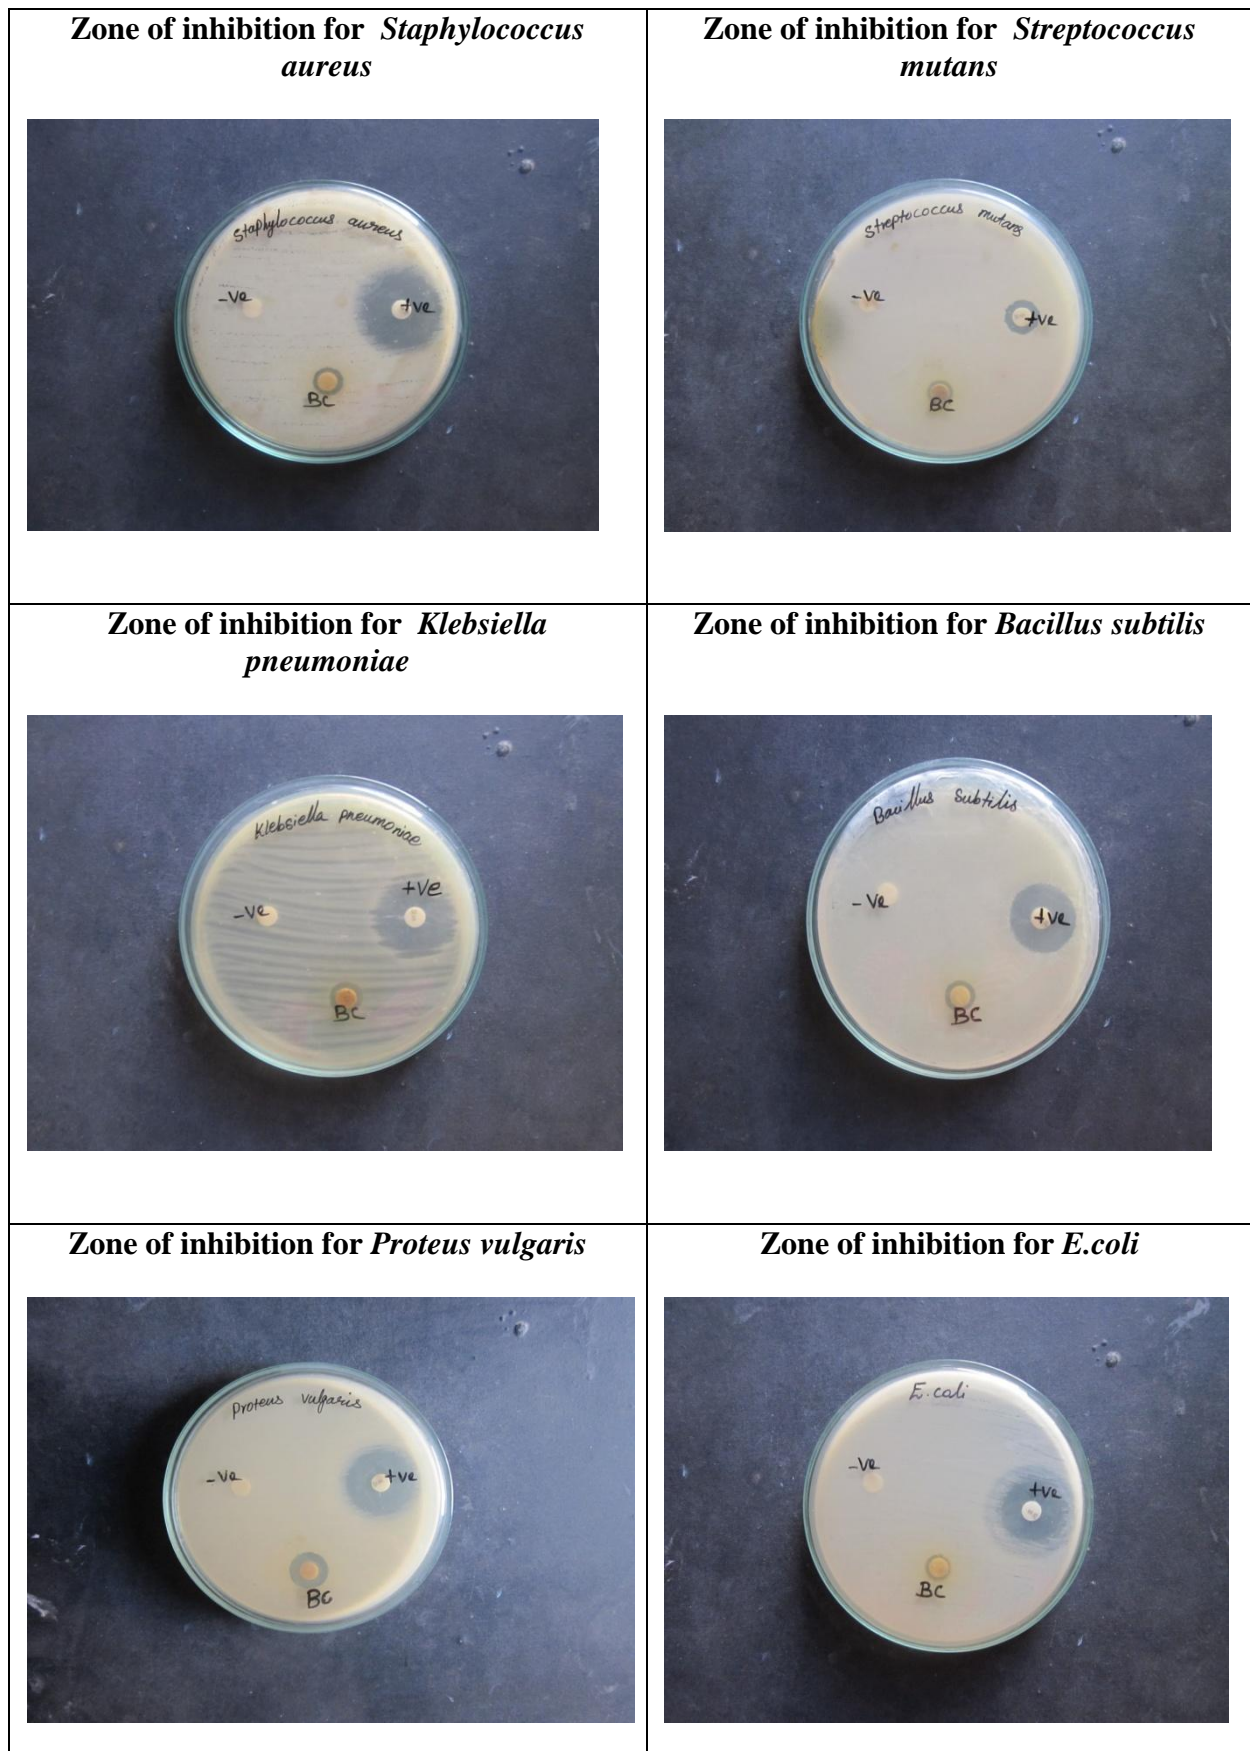 Zone of inhibition for Staphylococcus
aureus
Staphylococcus aureus
-ve
+ve
BC
Zone of inhibition for Streptococcus
mutans
Streptococcus mutans
-ve
+ve
BC
Zone of inhibition for Klebsiella
pneumoniae
Klebsiella pneumoniae
+ve
-ve
BC
Zone of inhibition for Bacillus subtilis
Bacillus subtilis
-ve
+ve
BC
Zone of inhibition for Proteus vulgaris
Proteus vulgaris
-ve
+ve
BC
Zone of inhibition for E.coli
E.coli
-ve
+ve
BC